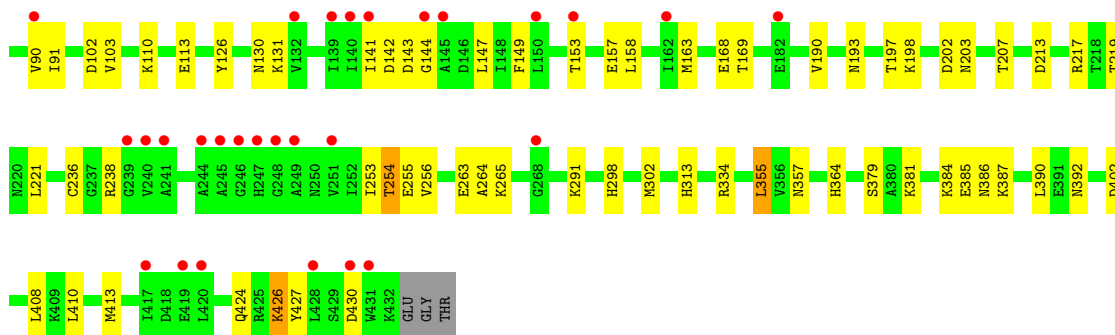 V90 I91 D102 V103 K110 E113 Y126 N130 K131 V132 I139 I140 I141 D142 D143 G144 A145 D146 L147 I148 F149 L150 T153 E157 L158 I162 M163 E168 T169 E182 V190 N193 T197 K198 D202 N203 T207 D213 R217 T218 T219
N220 L221 C236 G237 R238 G239 V240 A241 A244 A245 G246 H247 G248 A249 N250 V251 I252 I253 T254 E255 V256 E263 A264 K265 G268 K291 H298 M302 H313 R334 L355 V356 N357 H364 S379 A380 K381 K384 E385 N386 K387 L390 E391 N392
L408 K409 L410 M413 I417 D418 E419 L420 Q424 R425 K426 Y427 L428 S429 D430 W431 K432 GLU GLY THR